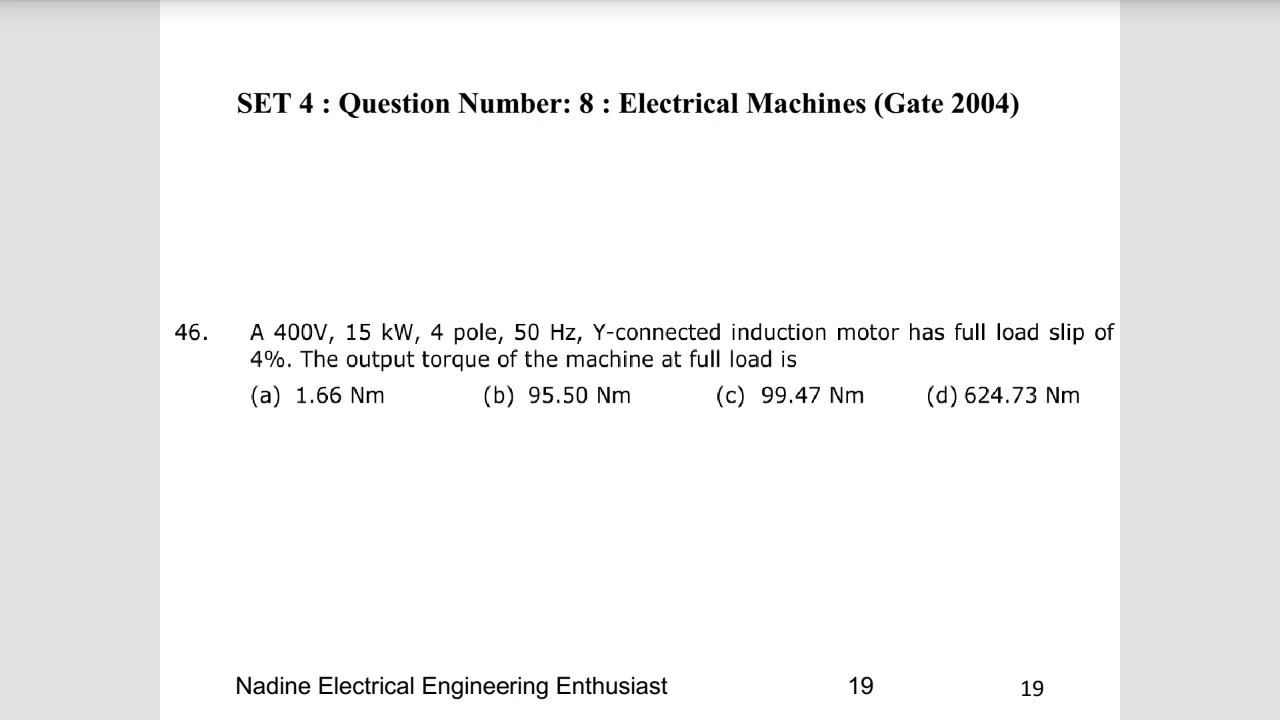 SET 4 : Question Number: 8 : Electrical Machines (Gate 2004)
46. A 400V, 15 kW, 4 pole, 50 Hz, Y-connected induction motor has full load slip of
4%. The output torque of the machine at full load is
(a) 1.66 Nm (b) 95.50 Nm (c) 99.47 Nm (d) 624.73 Nm
Nadine Electrical Engineering Enthusiast 19 19